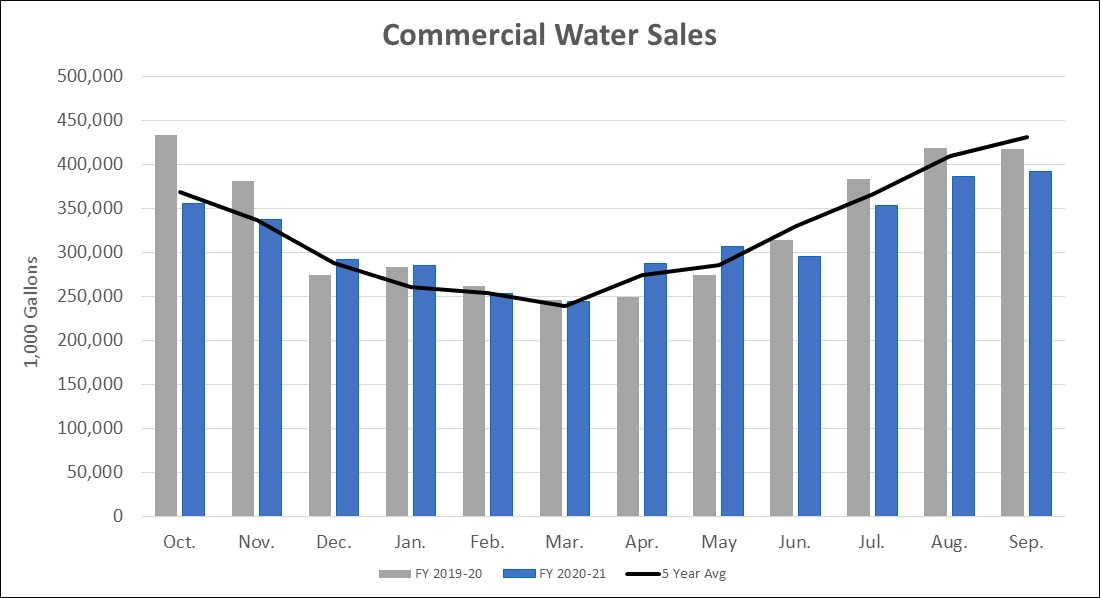 Commercial Water Sales
500,000
450,000
400,000
350,000
300,000
250,000
200,000
150,000
100,000
50,000
0
1,000 Gallons
Oct. Nov. Dec. Jan. Feb. Mar. Apr. May Jun. Jul. Aug. Sep.
FY 2019-20 FY 2020-21 5 Year Avg